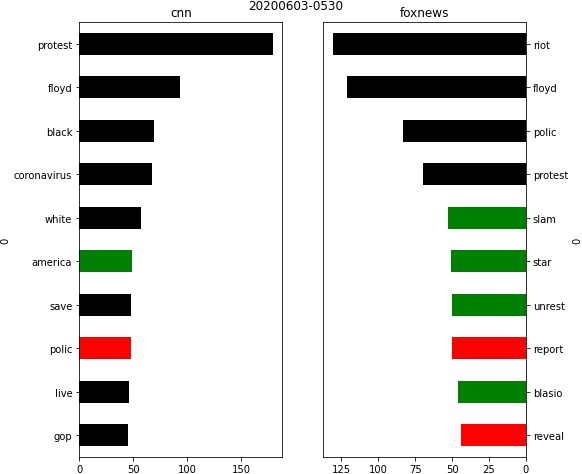 20200603-0530
cnn
foxnews
protest
floyd
black
coronavirus
white
america
save
polic
live
gop
0
0 50 100 150
riot
floyd
polic
protest
slam
star
unrest
report
blasio
reveal
0
125 100 75 50 25 0